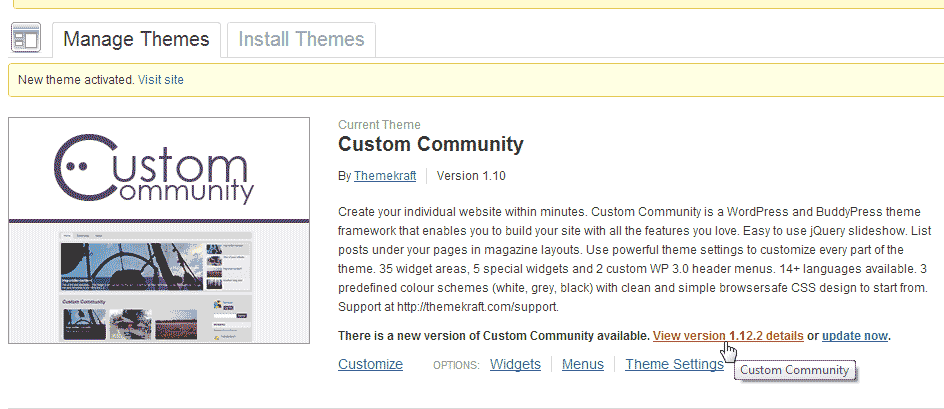 Manage Themes
Install Themes
New theme activated. Visit site
Custom
Community
Current Theme
Custom Community
By Themekraft
Version 1.10
Create your individual website within minutes. Custom Community is a WordPress and BuddyPress theme
framework that enables you to build your site with all the features you love. Easy to use jQuery slideshow. List
posts under your pages in magazine layouts. Use powerful theme settings to customize every part of the
theme. 35 widget areas, 5 special widgets and 2 custom WP 3.0 header menus. 14+ languages available. 3
predefined colour schemes (white, grey, black) with clean and simple browsersafe CSS design to start from.
Support at http://themekraft.com/support.
There is a new version of Custom Community available. View version 1.12.2 details or update now.
Customize
OPTIONS: Widgets Menus Theme Settings
Custom Community
Custom Community